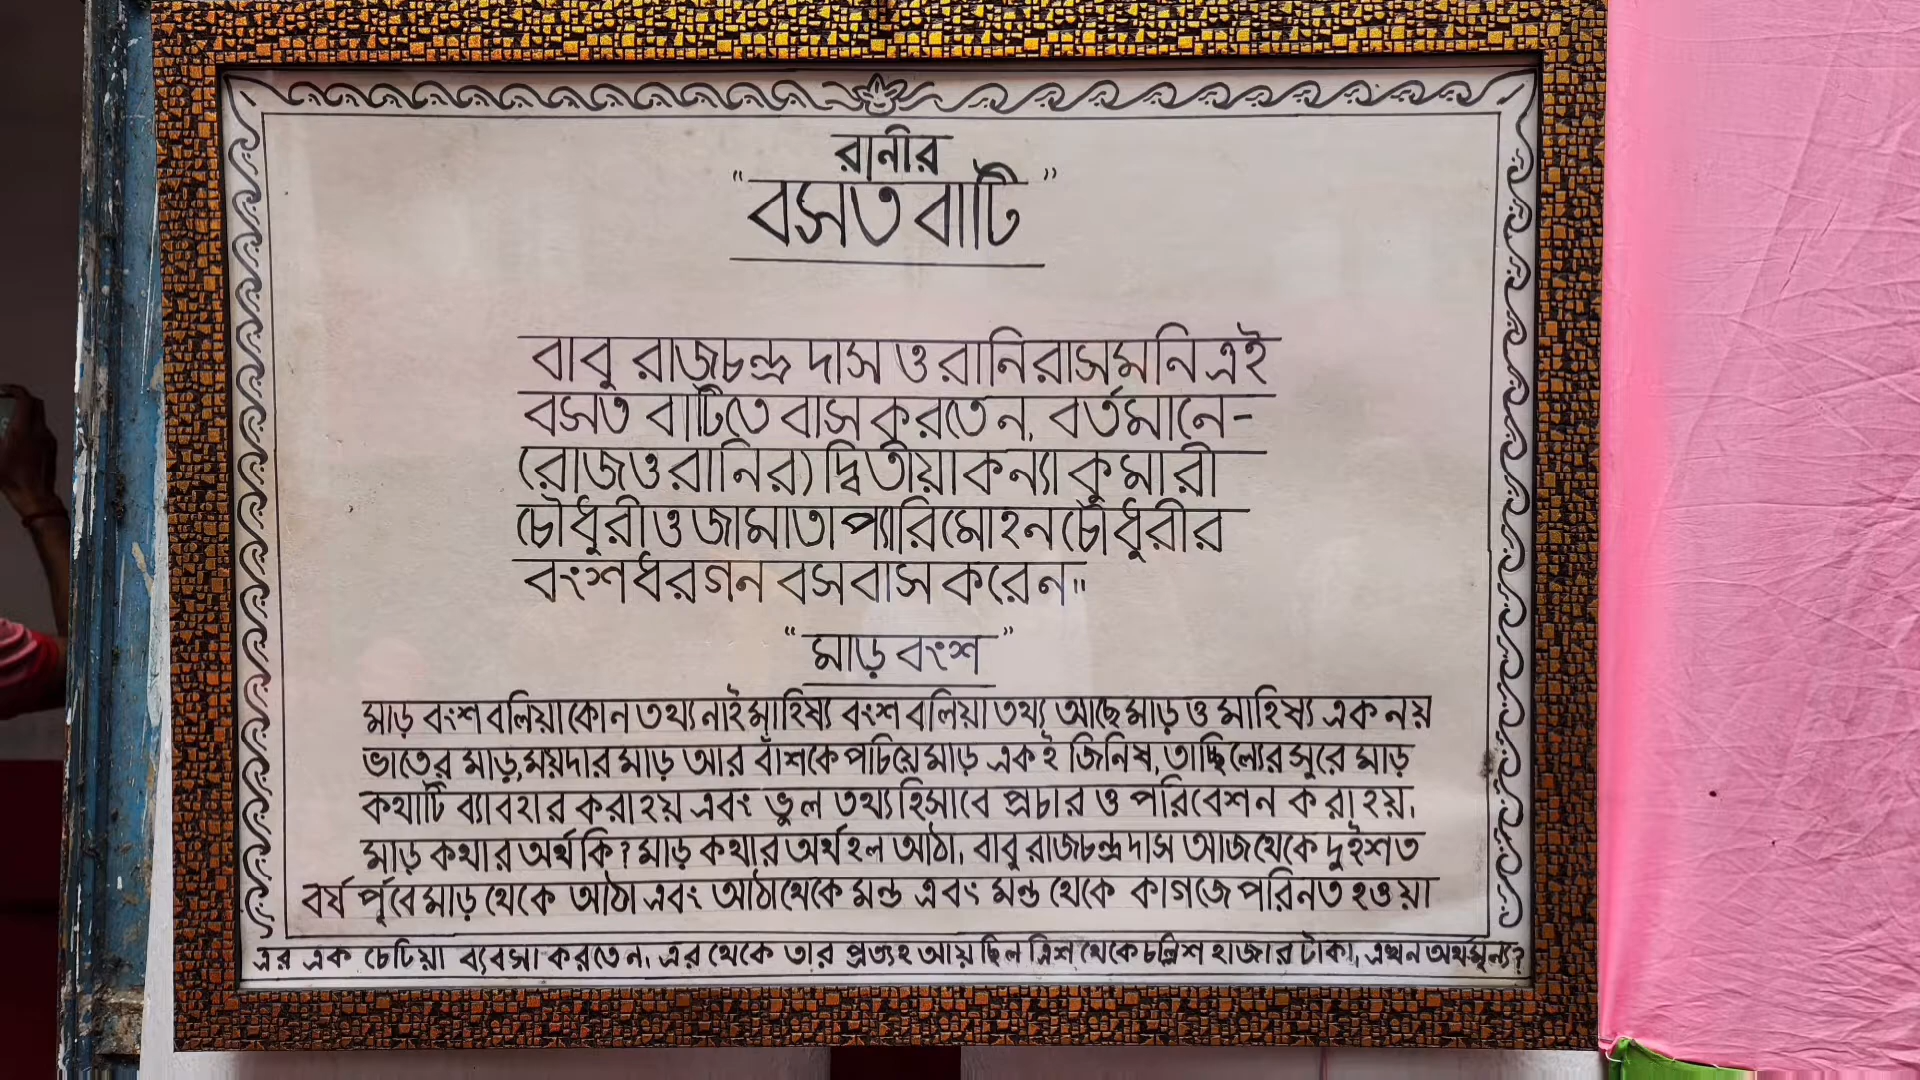 রানীর
"বসত বাটি"
বাবু রাজচন্দ্র দাস ও রানি রাসমনি এই
বসত বাটিতে বাস করতেন. বর্তমানে-
(রাজ ও রানির) দ্বিতীয়া কন্যা কুমারী
চৌধুরী ও জামাতা প্যারিমোহন চৌধুরীর
বংশধরগন বসবাস করেন॥
"মাড় বংশ"
মাড় বংশ বলিয়া কোন তথ্য নাই মাহিষ্য বংশ বলিয়া তথ্য আছে মাড় ও মাহিষ্য এক নয়
ভাতের মাড়, ময়দার মাড় আর বাঁশকে পচিয়ে মাড় একই জিনিষ, তাচ্ছিল্যের সুরে মাড়
কথাটি ব্যাবহার করা হয় এবং ভুল তথ্য হিসাবে প্রচার ও পরিবেশন করা হয়,
মাড় কথার অর্থ কি? মাড় কথার অর্থ হল আঠা, বাবু রাজচন্দ্র দাস আজ থেকে দুইশত
বর্ষ পূর্বে মাড় থেকে আঠা এবং আঠা থেকে মন্ড এবং মন্ড থেকে কাগজে পরিনত হওয়া
এর এক চেটিয়া ব্যবসা করতেন, এর থেকে তার প্রত্যহ আয় ছিল ত্রিশ থেকে চল্লিশ হাজার টাকা, এখন অর্থমূল্য?